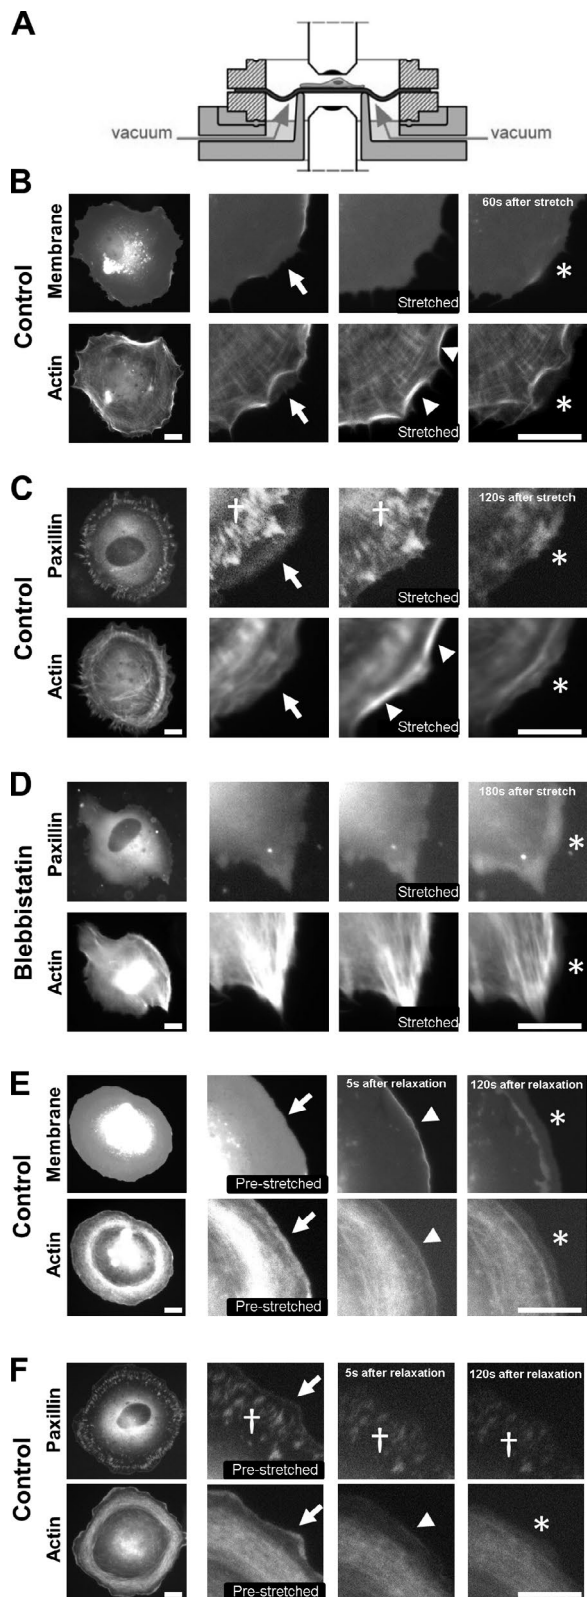 A
vacuum
vacuum
B
Control
Membrane
60s after stretch
*
Stretched
Actin
*
Stretched
C
Control
Paxillin
†
†
120s after stretch
*
Stretched
Actin
*
Stretched
D
Blebbistatin
Paxillin
180s after stretch
*
Stretched
Actin
*
Stretched
E
Control
Membrane
5s after relaxation
120s after relaxation
*
Pre-stretched
Actin
*
Pre-stretched
F
Control
Paxillin
5s after relaxation
120s after relaxation
†
†
†
Pre-stretched
Actin
*
Pre-stretched